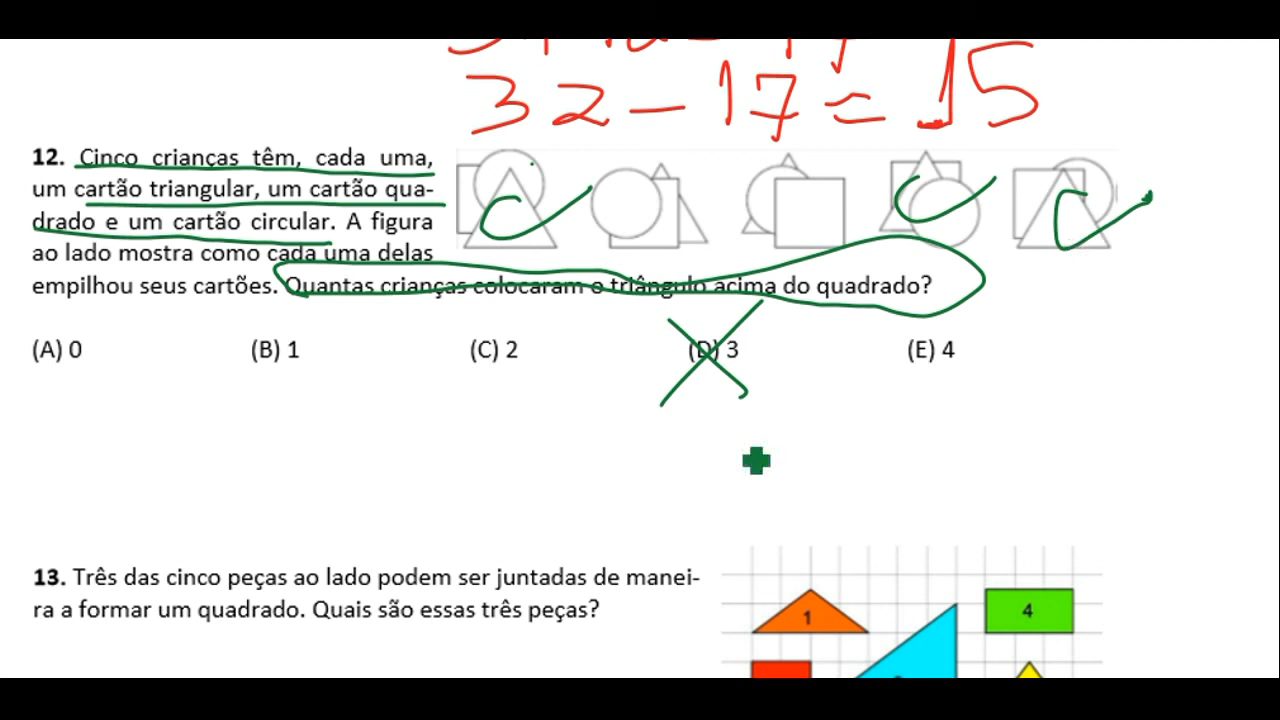 32-17=15
12. Cinco crianças têm, cada uma,
um cartão triangular, um cartão qua-
drado e um cartão circular. A figura
ao lado mostra como cada uma delas
empilhou seus cartões. Quantas crianças colocaram o triângulo acima do quadrado?
(A) 0 (B) 1 (C) 2 (D) 3 (E) 4
13. Três das cinco peças ao lado podem ser juntadas de manei-
ra a formar um quadrado. Quais são essas três peças?
1 4